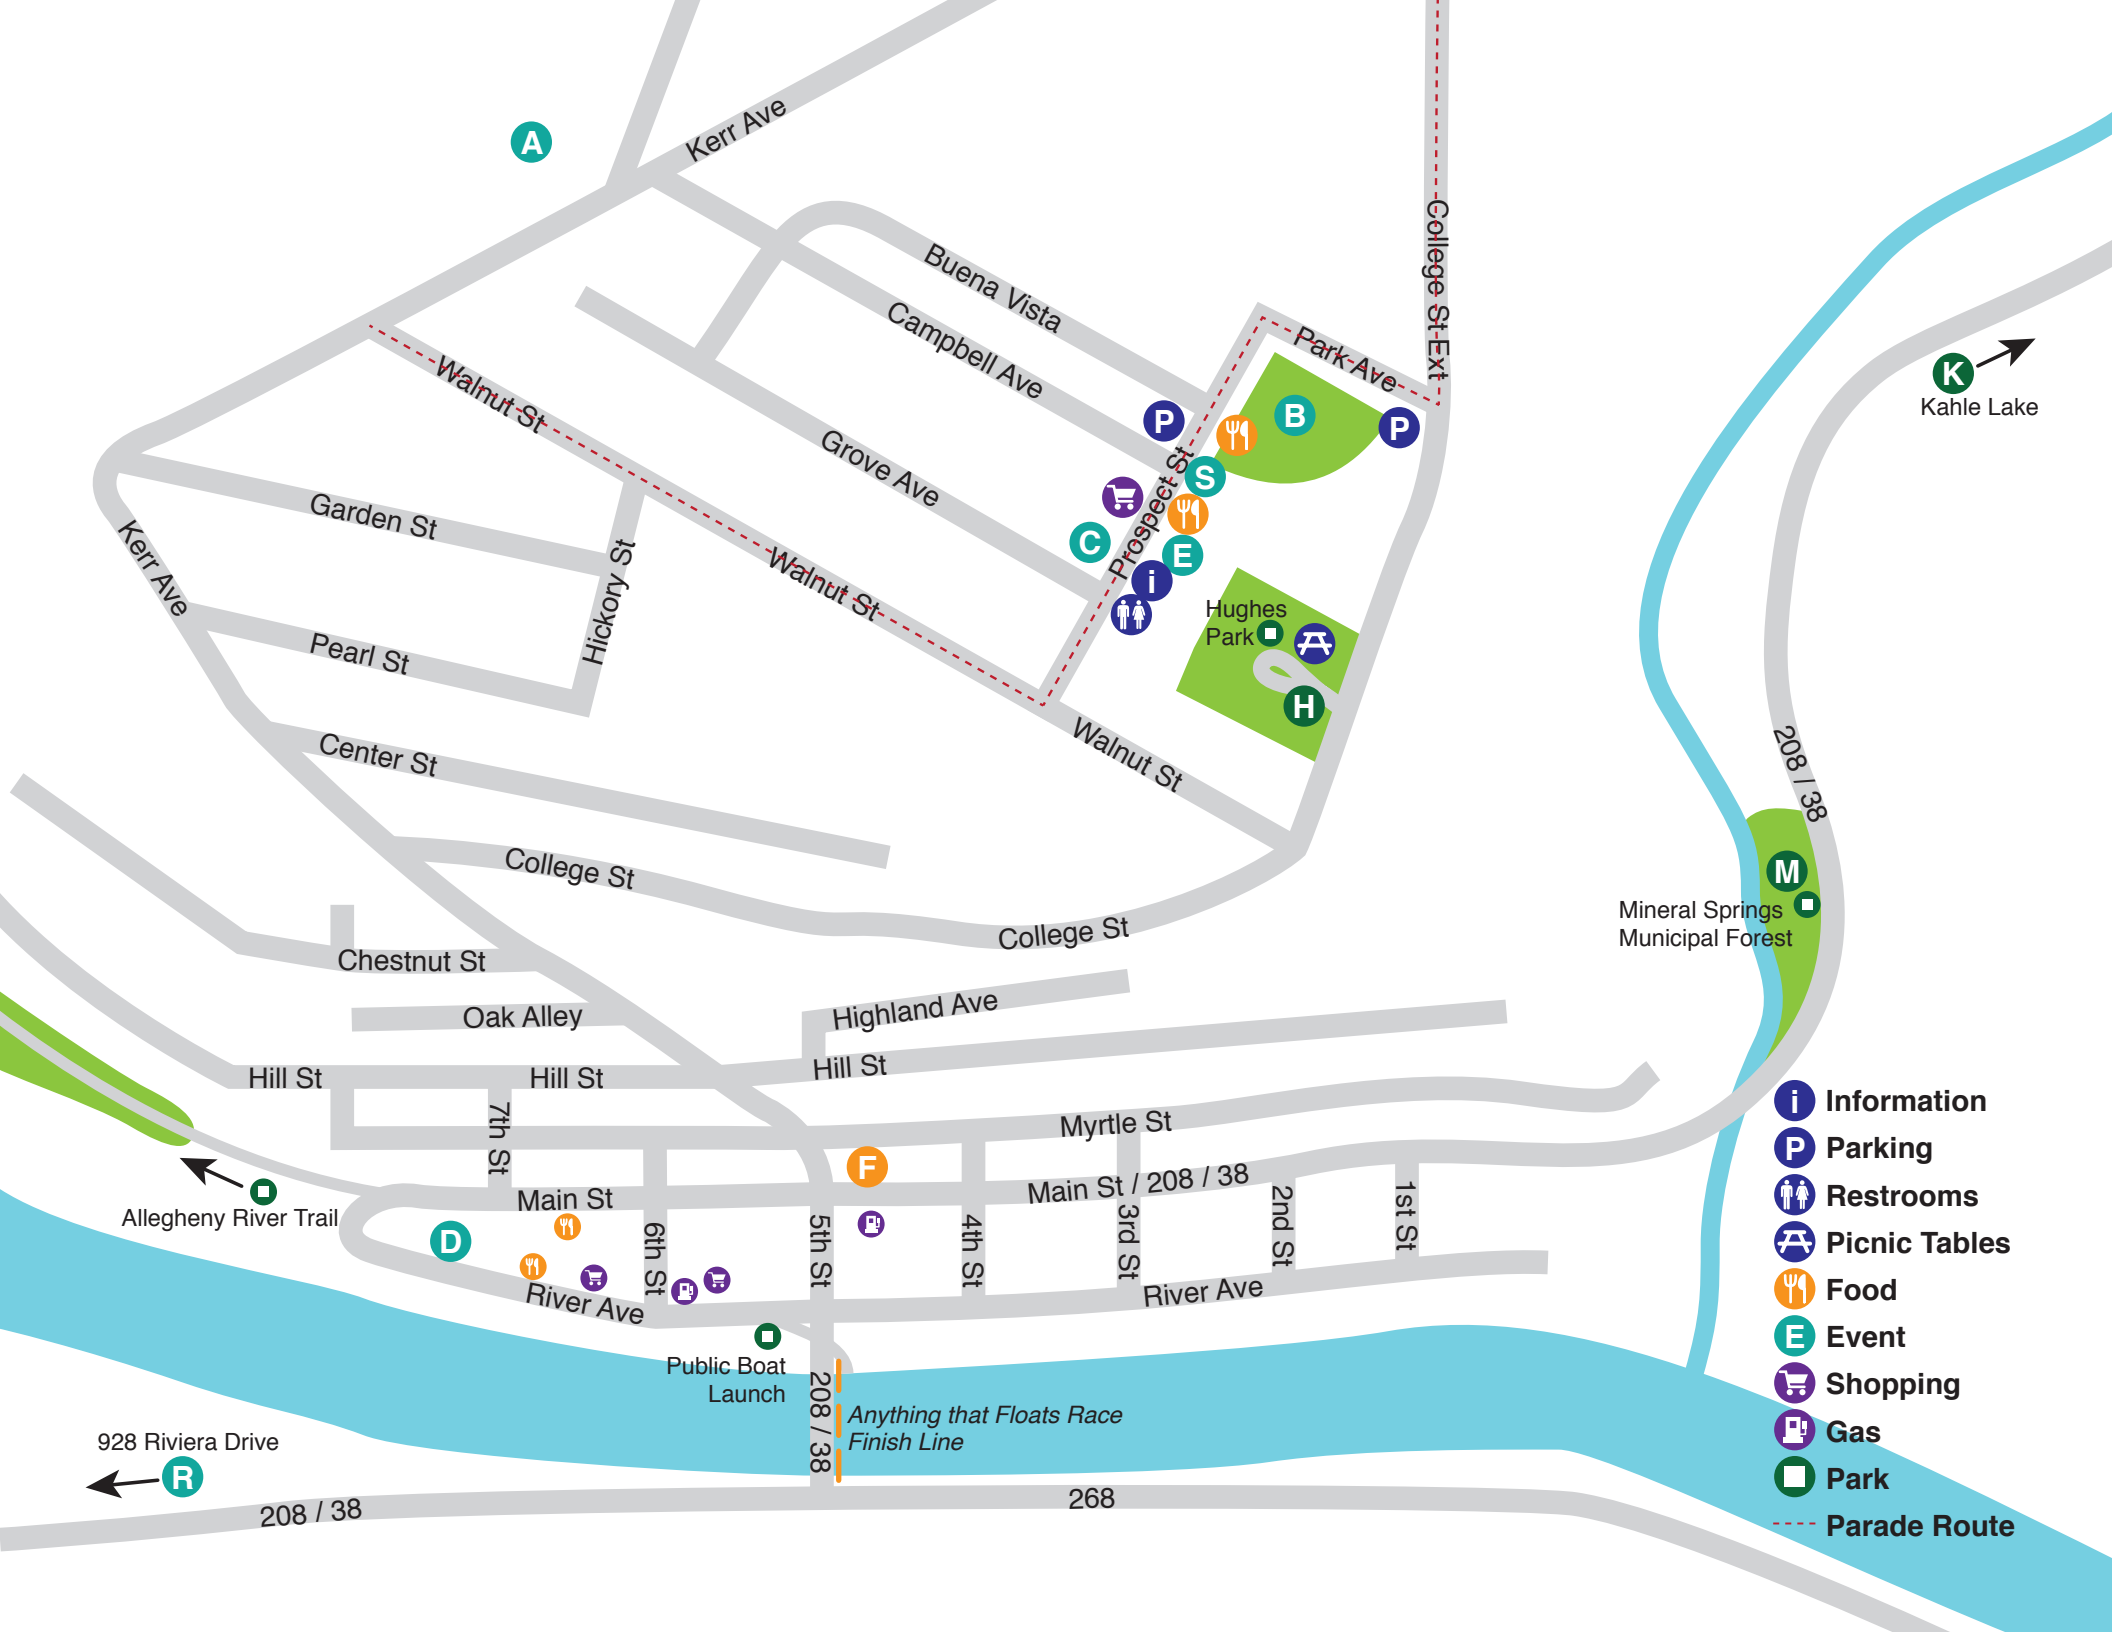 A
Kerr Ave
College St Ext
Buena Vista
Campbell Ave
Park Ave
Walnut St
P
B
P
K
Kahle Lake
Grove Ave
Prospect St
S
C
E
i
Garden St
Kerr Ave
Hickory St
Walnut St
Hughes
Park
Pearl St
H
Walnut St
Center St
208 / 38
College St
M
Mineral Springs
Municipal Forest
College St
Chestnut St
Oak Alley
Highland Ave
Hill St
Hill St
Hill St
7th St
Myrtle St
F
Main St
Main St / 208 / 38
Allegheny River Trail
D
6th St
5th St
4th St
3rd St
2nd St
1st St
River Ave
River Ave
Public Boat
Launch
208 / 38
Anything that Floats Race
Finish Line
928 Riviera Drive
R
208 / 38
268
i Information
P Parking
Restrooms
Picnic Tables
Food
E Event
Shopping
Gas
Park
Parade Route